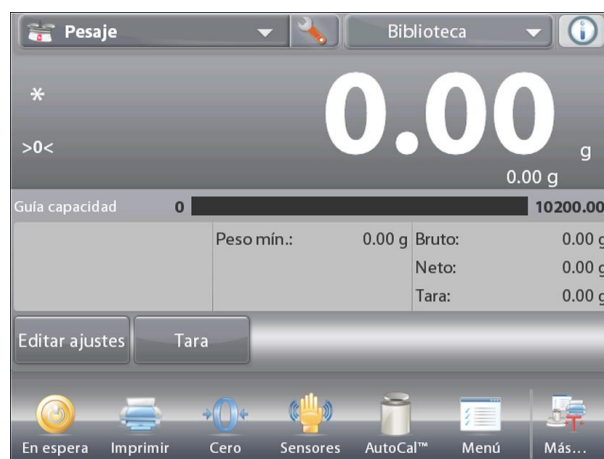 Pesaje Biblioteca
*
0.00
>0<
g
0.00 g
Guía capacidad 0 10200.00
Peso mín.: 0.00 g Bruto: 0.00 g
Neto: 0.00 g
Tara: 0.00 g
Editar ajustes Tara
En espera Imprimir Cero Sensores AutoCal™ Menú Más...